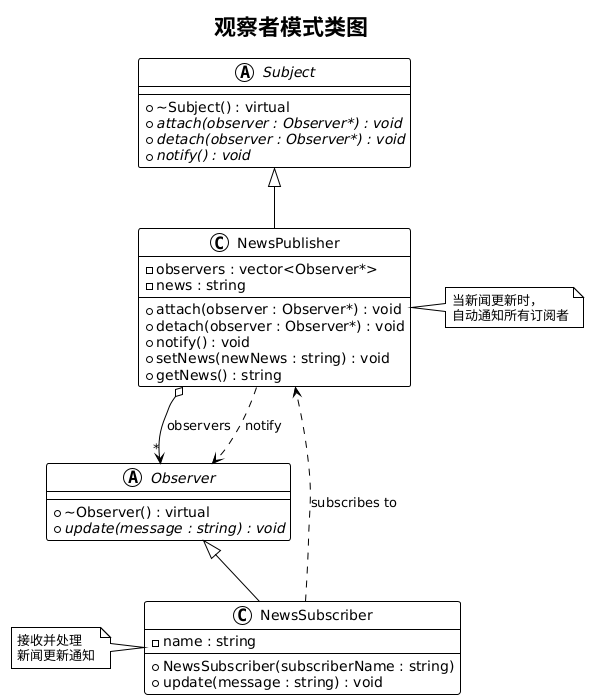 观察者模式类图
A Subject
~Subject() : virtual
attach(observer : Observer*) : void
detach(observer : Observer*) : void
notify() : void
C NewsPublisher
observers : vector<Observer*>
news : string
attach(observer : Observer*) : void
detach(observer : Observer*) : void
notify() : void
setNews(newNews : string) : void
getNews() : string
当新闻更新时，
自动通知所有订阅者
observers
notify
*
A Observer
~Observer() : virtual
update(message : string) : void
subscribes to
C NewsSubscriber
name : string
NewsSubscriber(subscriberName : string)
update(message : string) : void
接收并处理
新闻更新通知